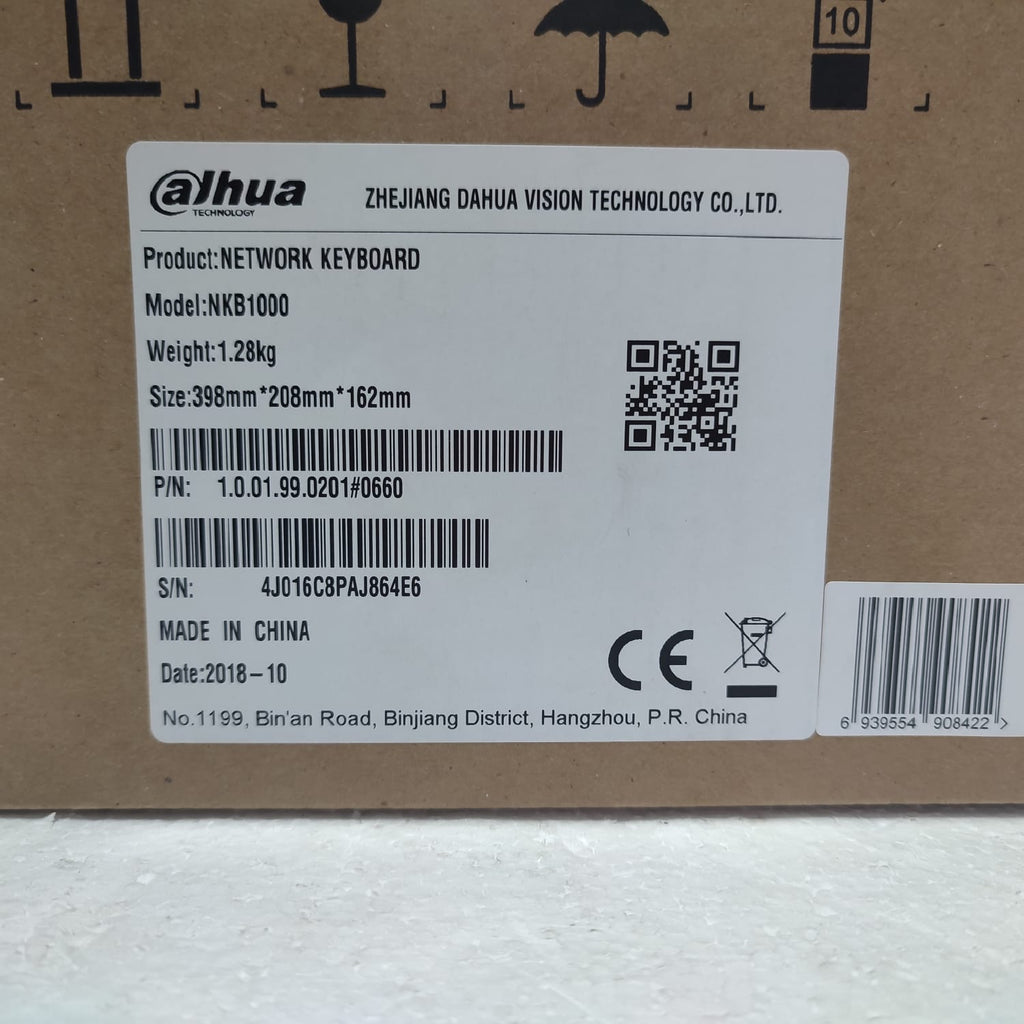 10
alhua
TECHNOLOGY
ZHEJIANG DAHUA VISION TECHNOLOGY CO.,LTD.
Product:NETWORK KEYBOARD
Model:NKB1000
Weight:1.28kg
Size:398mm*208mm*162mm
P/N: 1.0.01.99.0201#0660
S/N: 4J016C8PAJ864E6
MADE IN CHINA
Date:2018-10
CE
No.1199, Bin'an Road, Binjiang District, Hangzhou, P.R. China
6 939554 908422 >